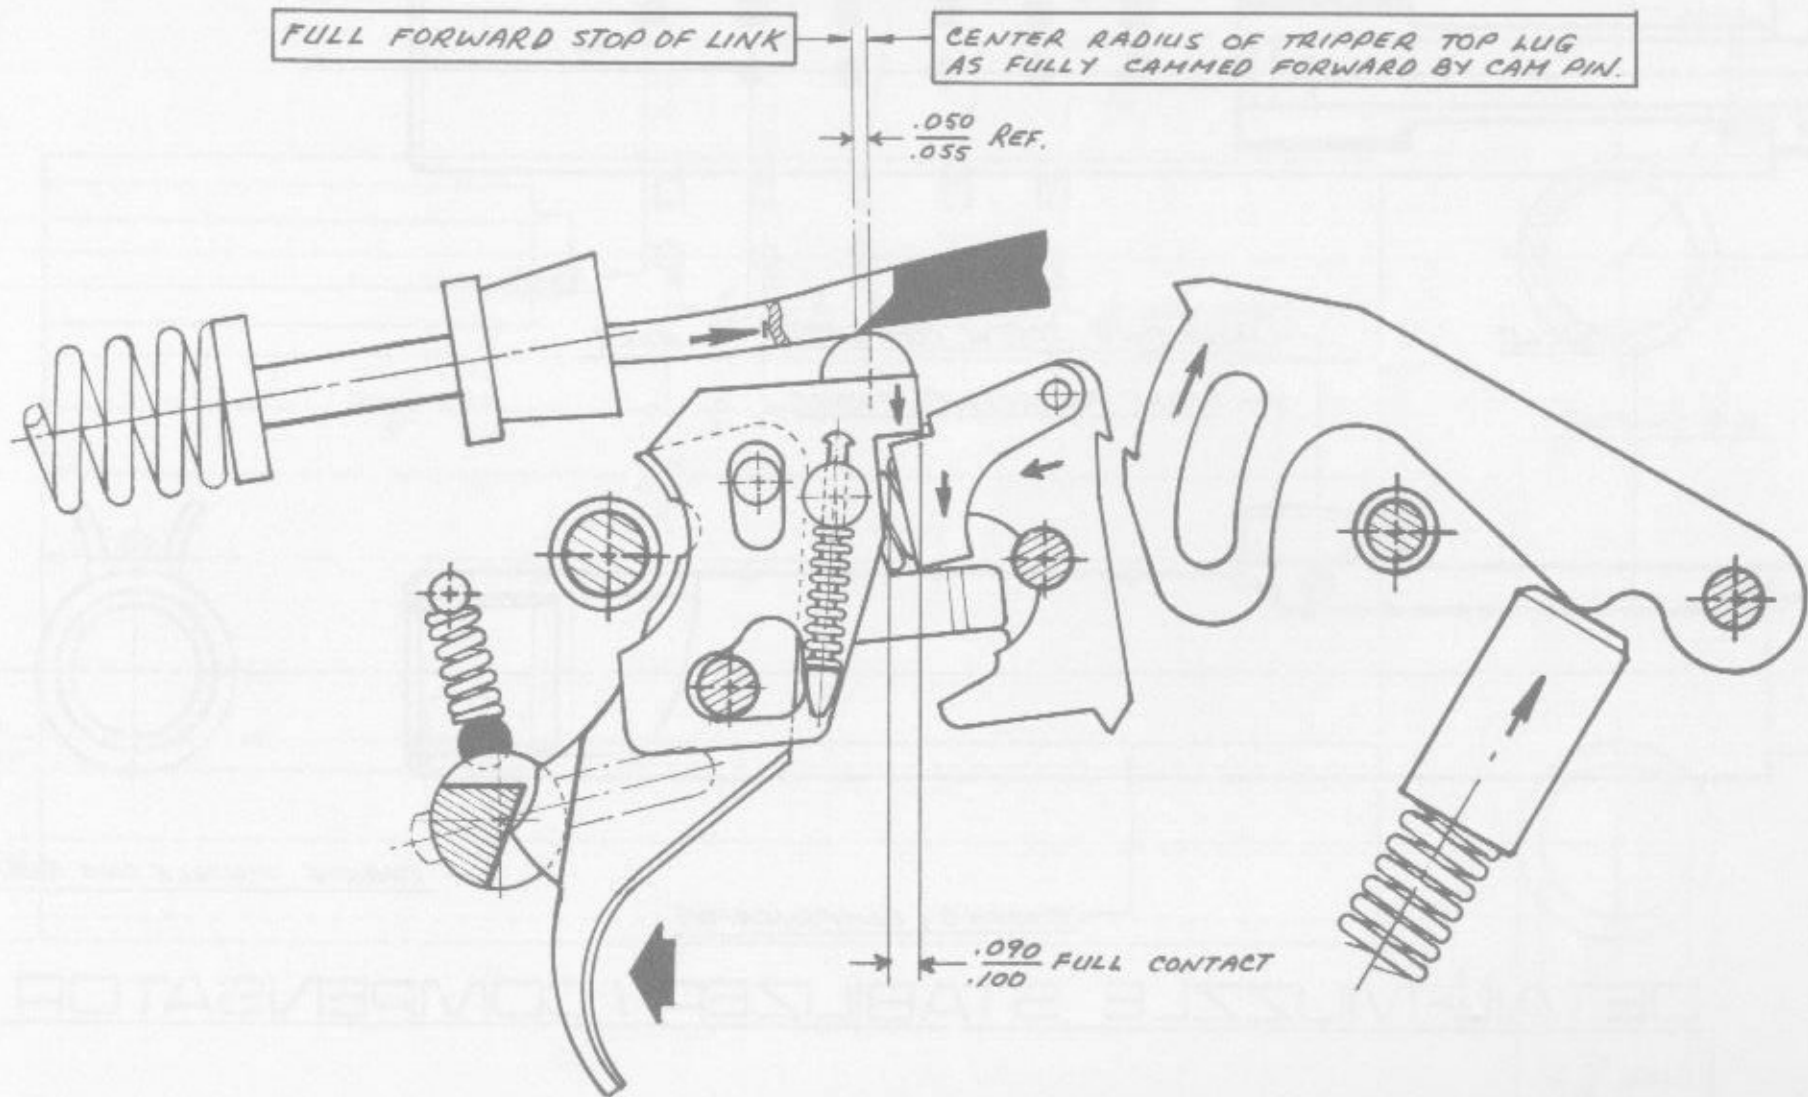 FULL FORWARD STOP OF LINK
CENTER RADIUS OF TRIPPER TOP LUG
AS FULLY CAMMED FORWARD BY CAM PIN.
.050
.055 REF.
.090
.100 FULL CONTACT